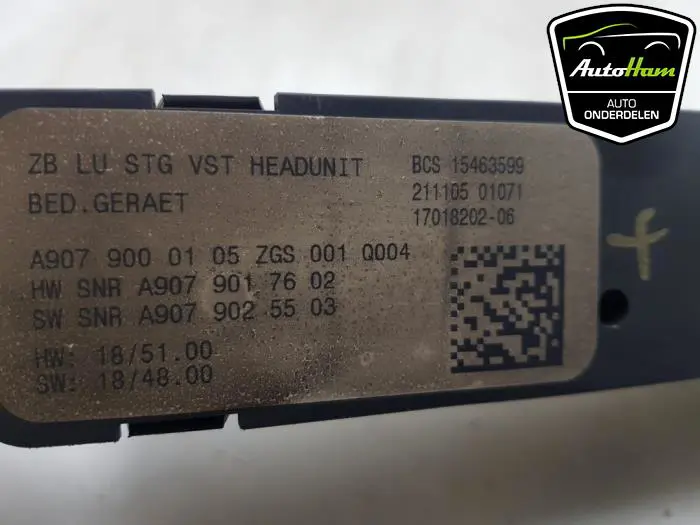 AutoHam
AUTO
ONDERDELEN
ZB LU STG VST HEADUNIT
BED.GERAET
BCS 15463599
211105 01071
17018202-06
A907 900 01 05 ZGS 001 Q004
HW SNR A907 901 76 02
SW SNR A907 902 55 03
HW: 18/51.00
SW: 18/48.00